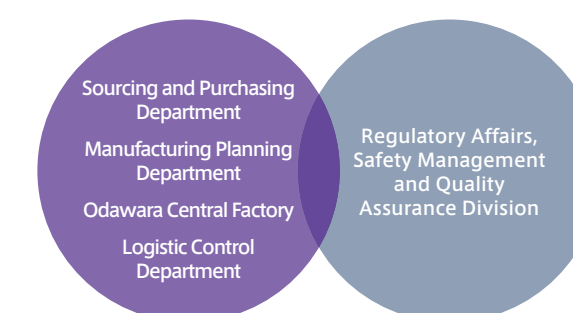 Sourcing and Purchasing
Department
Manufacturing Planning
Department
Odawara Central Factory
Logistic Control
Department
Regulatory Affairs,
Safety Management
and Quality
Assurance Division